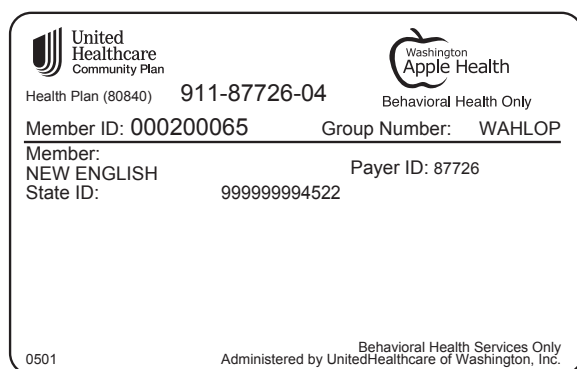 United
Healthcare
Community Plan
Washington
Apple Health
Health Plan (80840) 911-87726-04
Behavioral Health Only
Member ID: 000200065 Group Number: WAHLOP
Member:
NEW ENGLISH
Payer ID: 87726
State ID: 999999994522
Behavioral Health Services Only
0501 Administered by UnitedHealthcare of Washington, Inc.